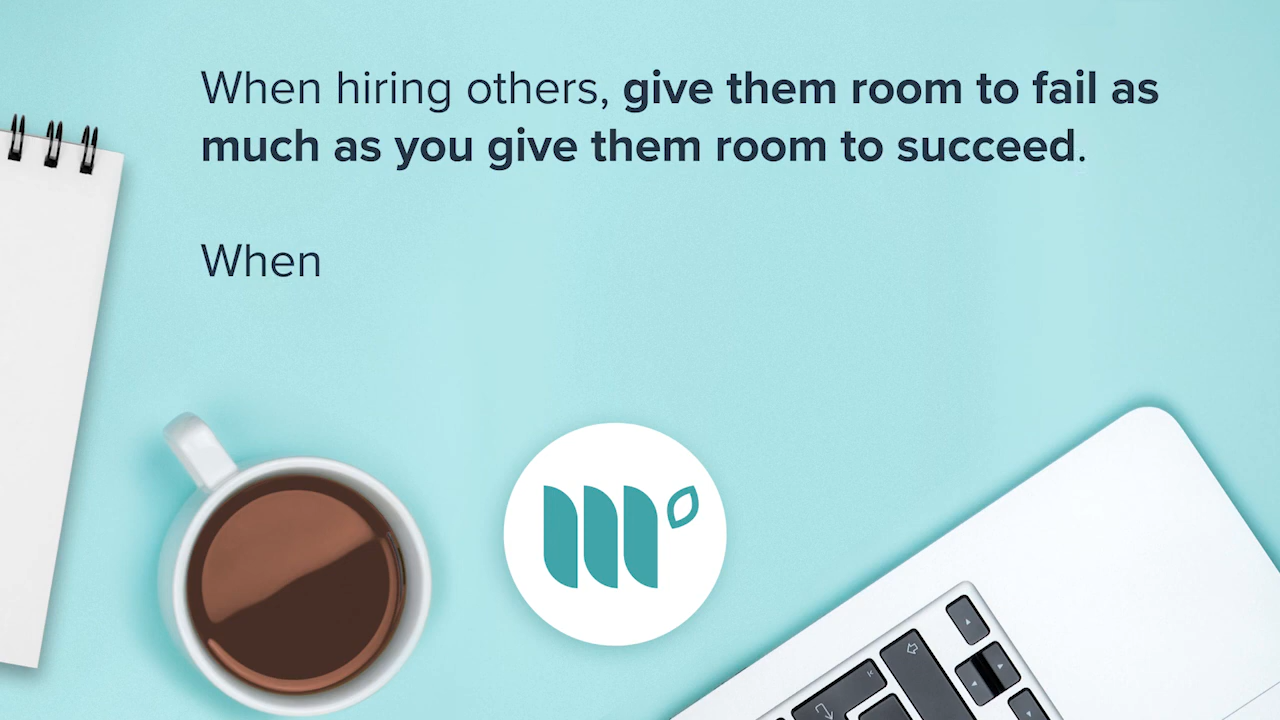 When hiring others, give them room to fail as
much as you give them room to succeed.
When